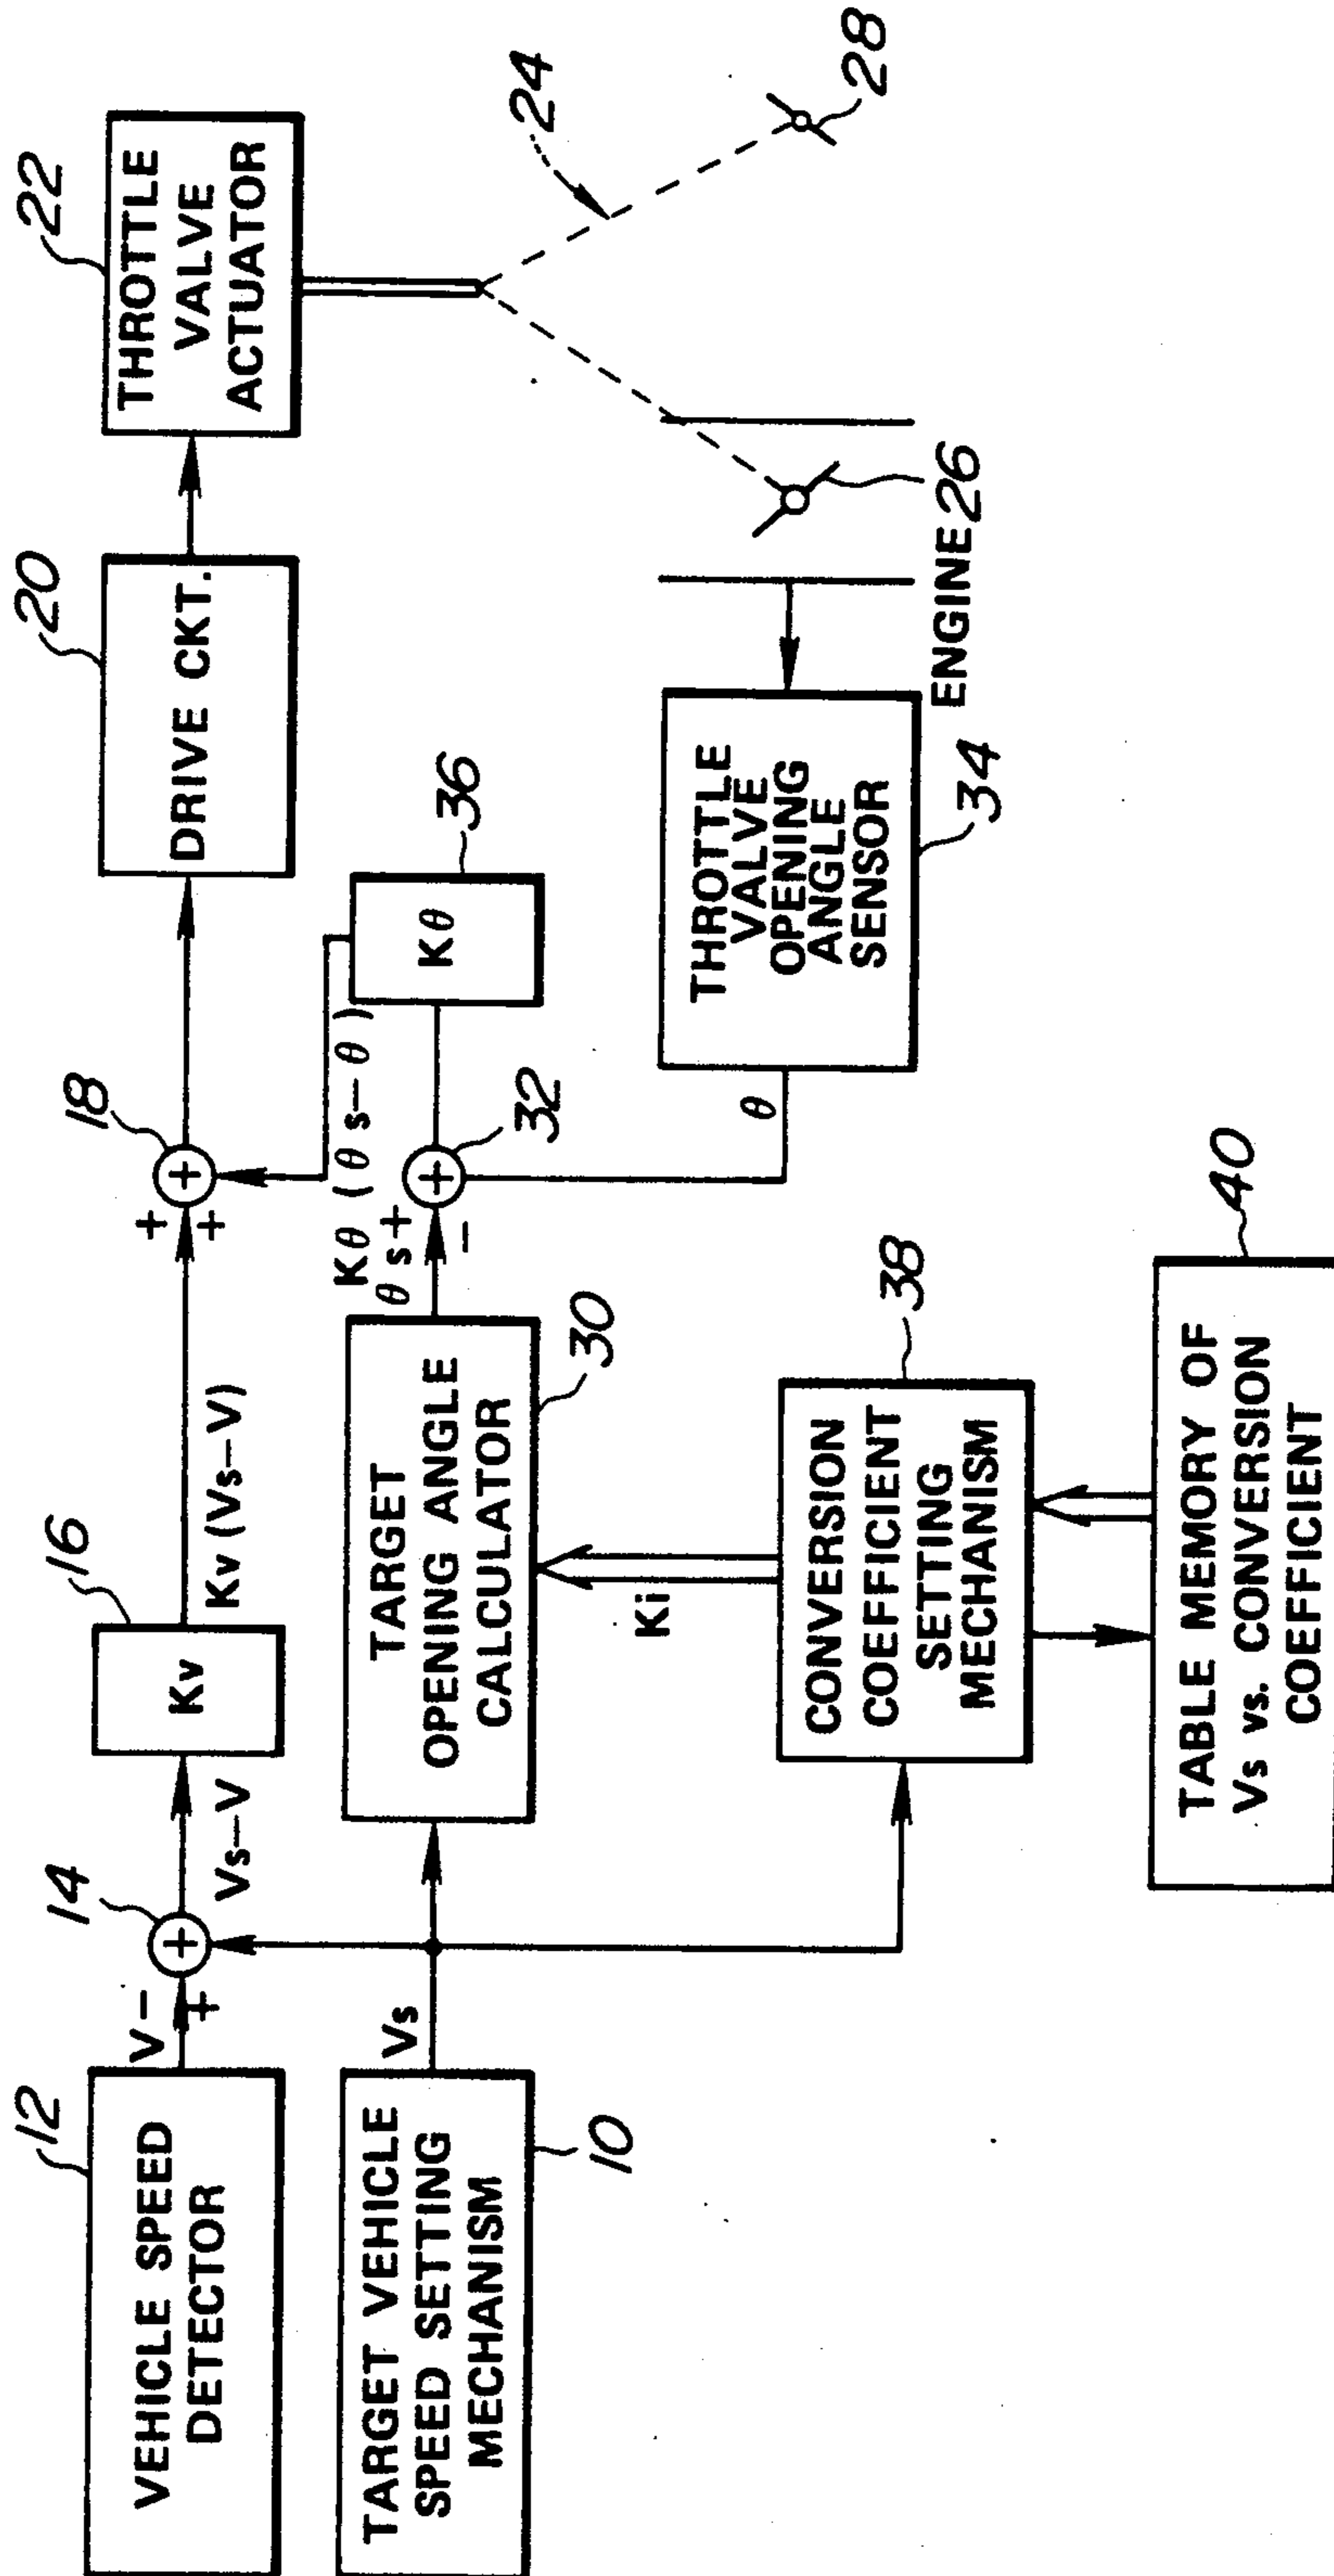 12
VEHICLE SPEED
DETECTOR
V −
+
14
Vs—V
16
Kv
Kv (Vs—V)
18
+
+
+
+
20
DRIVE CKT.
22
THROTTLE
VALVE
ACTUATOR
24
28
TARGET VEHICLE
SPEED SETTING
MECHANISM
10
Vs
TARGET
OPENING ANGLE
CALCULATOR
30
Kθ (θs—θ)
θs+
−
+
32
Kθ
36
26
ENGINE
THROTTLE
VALVE
OPENING
ANGLE
SENSOR
34
θ
Ki
CONVERSION
COEFFICIENT
SETTING
MECHANISM
38
TABLE MEMORY OF
Vs vs. CONVERSION
COEFFICIENT
40